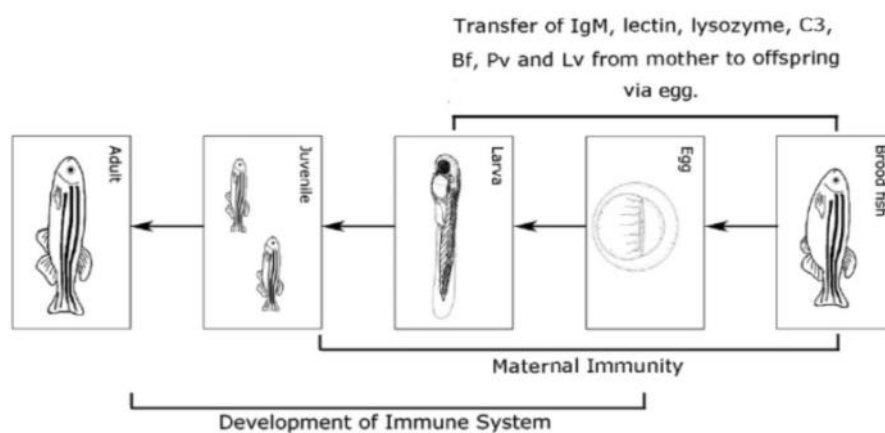 Transfer of IgM, lectin, lysozyme, C3,
Bf, Pv and Lv from mother to offspring
via egg.
Adult
Juvenile
Larva
Egg
Brood fish
Maternal Immunity
Development of Immune System